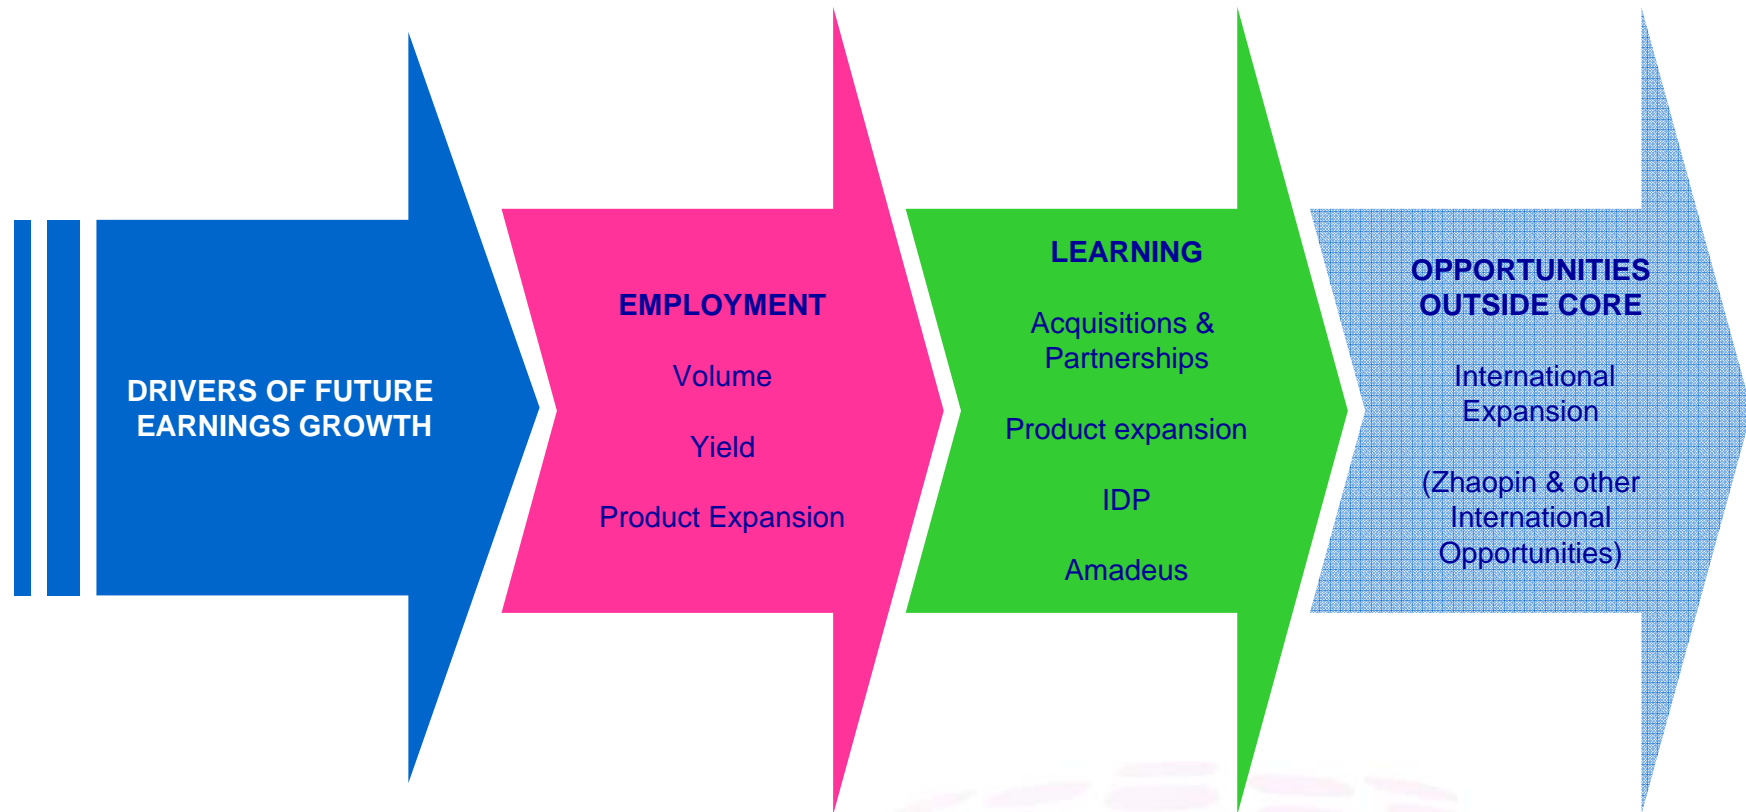 DRIVERS OF FUTURE
EARNINGS GROWTH
EMPLOYMENT
Volume
Yield
Product Expansion
LEARNING
Acquisitions &
Partnerships
Product expansion
IDP
Amadeus
OPPORTUNITIES
OUTSIDE CORE
International
Expansion
(Zhaopin & other
International
Opportunities)